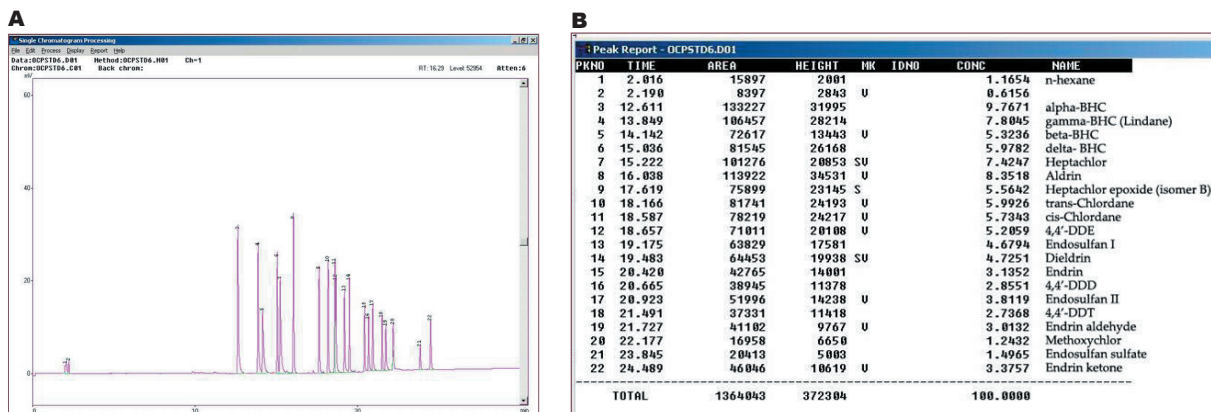 A
Single Chromatogram Processing
File Edit Process Display Report Help
Data:OCPSTD6.D01 Method:OCPSTD6.M01 Ch=1
Chrom:OCPSTD6.C01 Back chrom: RT:16.29 Level:52954 Atten:6
mV
60
40
20
0
10
20
min
B
Peak Report - OCPSTD6.D01
PKNO TIME AREA HEIGHT MK IDNO CONC NAME
1 2.016 15897 2001 1.1654 n-hexane
2 2.190 8397 2843 V 0.6156
3 12.611 133227 31995 9.7671 alpha-BHC
4 13.849 106457 28214 7.8045 gamma-BHC (Lindane)
5 14.142 72617 13443 V 5.3236 beta-BHC
6 15.036 81545 26168 5.9782 delta- BHC
7 15.222 101276 20853 SV 7.4247 Heptachlor
8 16.038 113922 34531 V 8.3518 Aldrin
9 17.619 75899 23145 S 5.5642 Heptachlor epoxide (isomer B)
10 18.166 81741 24193 V 5.9926 trans-Chlordane
11 18.587 78219 24217 V 5.7343 cis-Chlordane
12 18.657 71011 20108 V 5.2059 4,4'-DDE
13 19.175 63829 17581 4.6794 Endosulfan I
14 19.483 64453 19938 SV 4.7251 Dieldrin
15 20.420 42765 14001 3.1352 Endrin
16 20.665 38945 11378 2.8551 4,4'-DDD
17 20.923 51996 14238 V 3.8119 Endosulfan II
18 21.491 37331 11418 2.7368 4,4'-DDT
19 21.727 41102 9767 V 3.0132 Endrin aldehyde
20 22.177 16958 6650 1.2432 Methoxychlor
21 23.845 20413 5003 1.4965 Endosulfan sulfate
22 24.489 46046 10619 V 3.3757 Endrin ketone
TOTAL 1364043 372304 100.0000